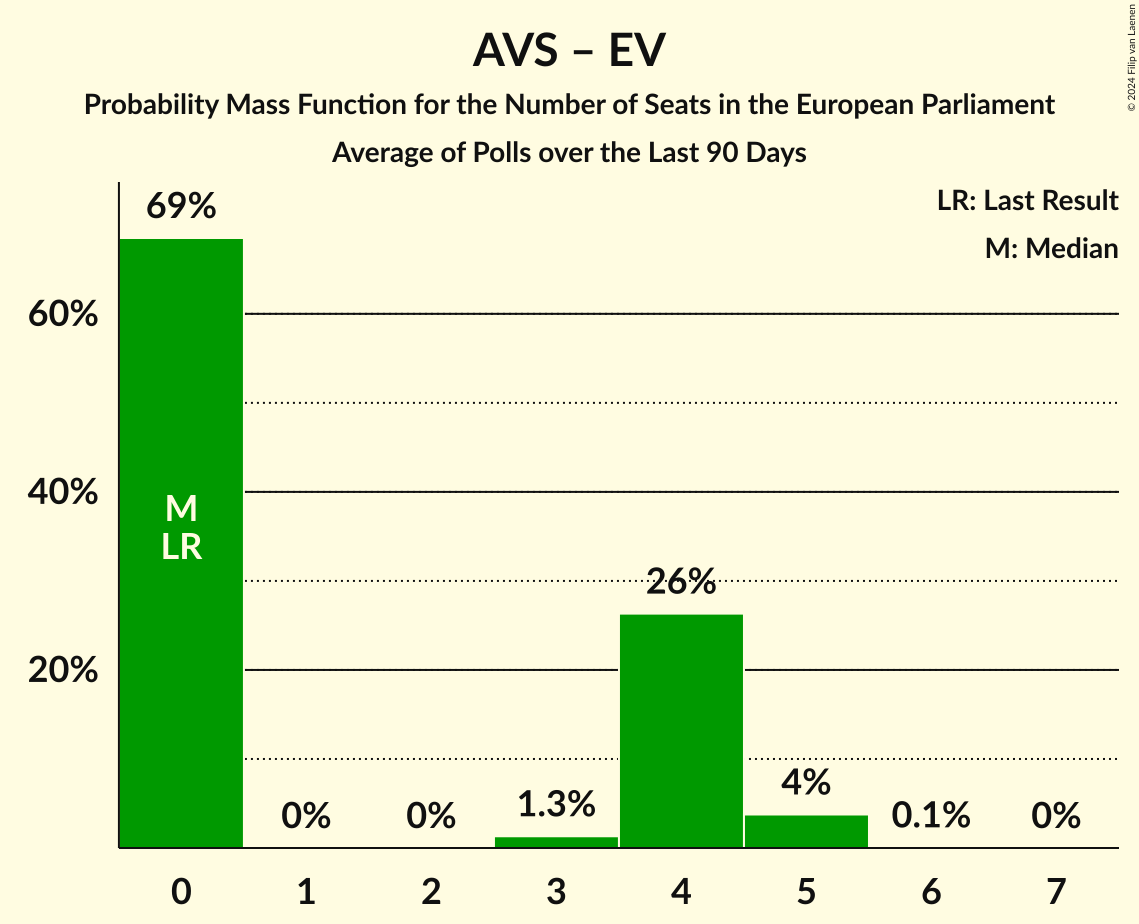 AVS – EV
Probability Mass Function for the Number of Seats in the European Parliament
Average of Polls over the Last 90 Days
© 2024 Filip van Laenen
LR: Last Result
M: Median
69%
60%
40%
20%
M
LR
0%
0%
1.3%
26%
4%
0.1%
0%
0 1 2 3 4 5 6 7